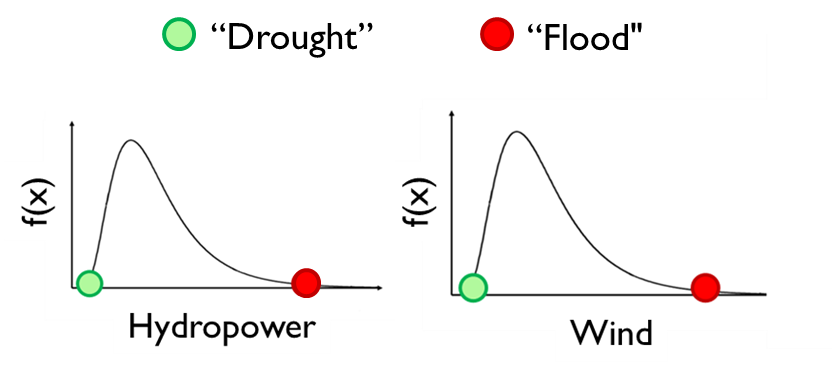 “Drought” “Flood"
f(x) f(x)
Hydropower Wind